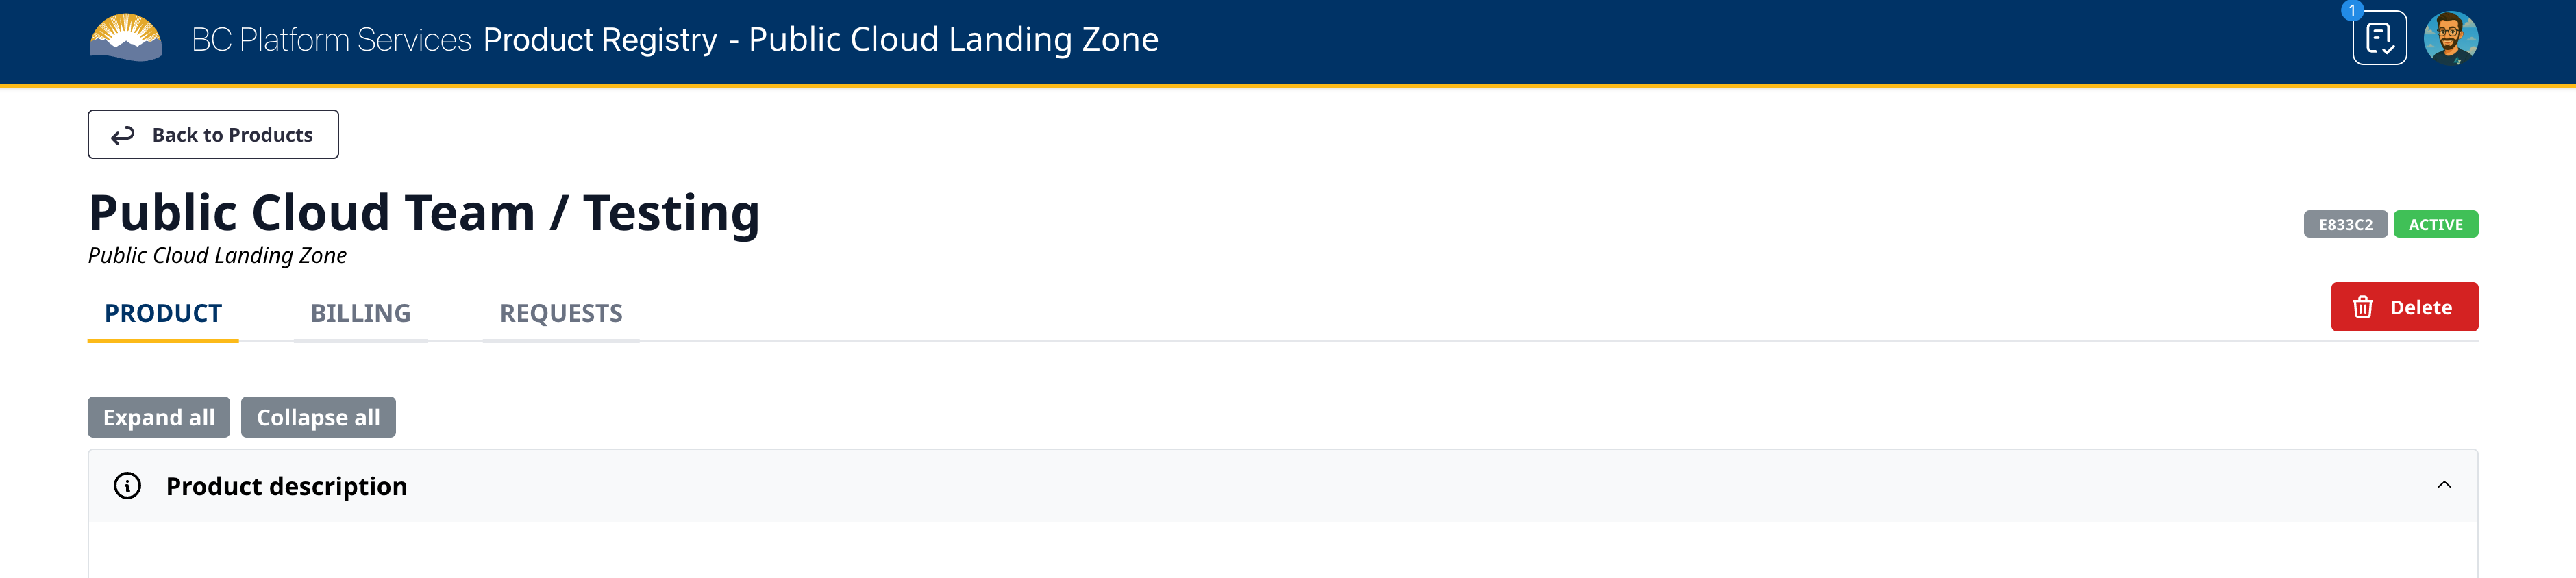 BC Platform Services Product Registry - Public Cloud Landing Zone
1
Back to Products
Public Cloud Team / Testing
E833C2 ACTIVE
Public Cloud Landing Zone
PRODUCT BILLING REQUESTS
Delete
Expand all Collapse all
Product description